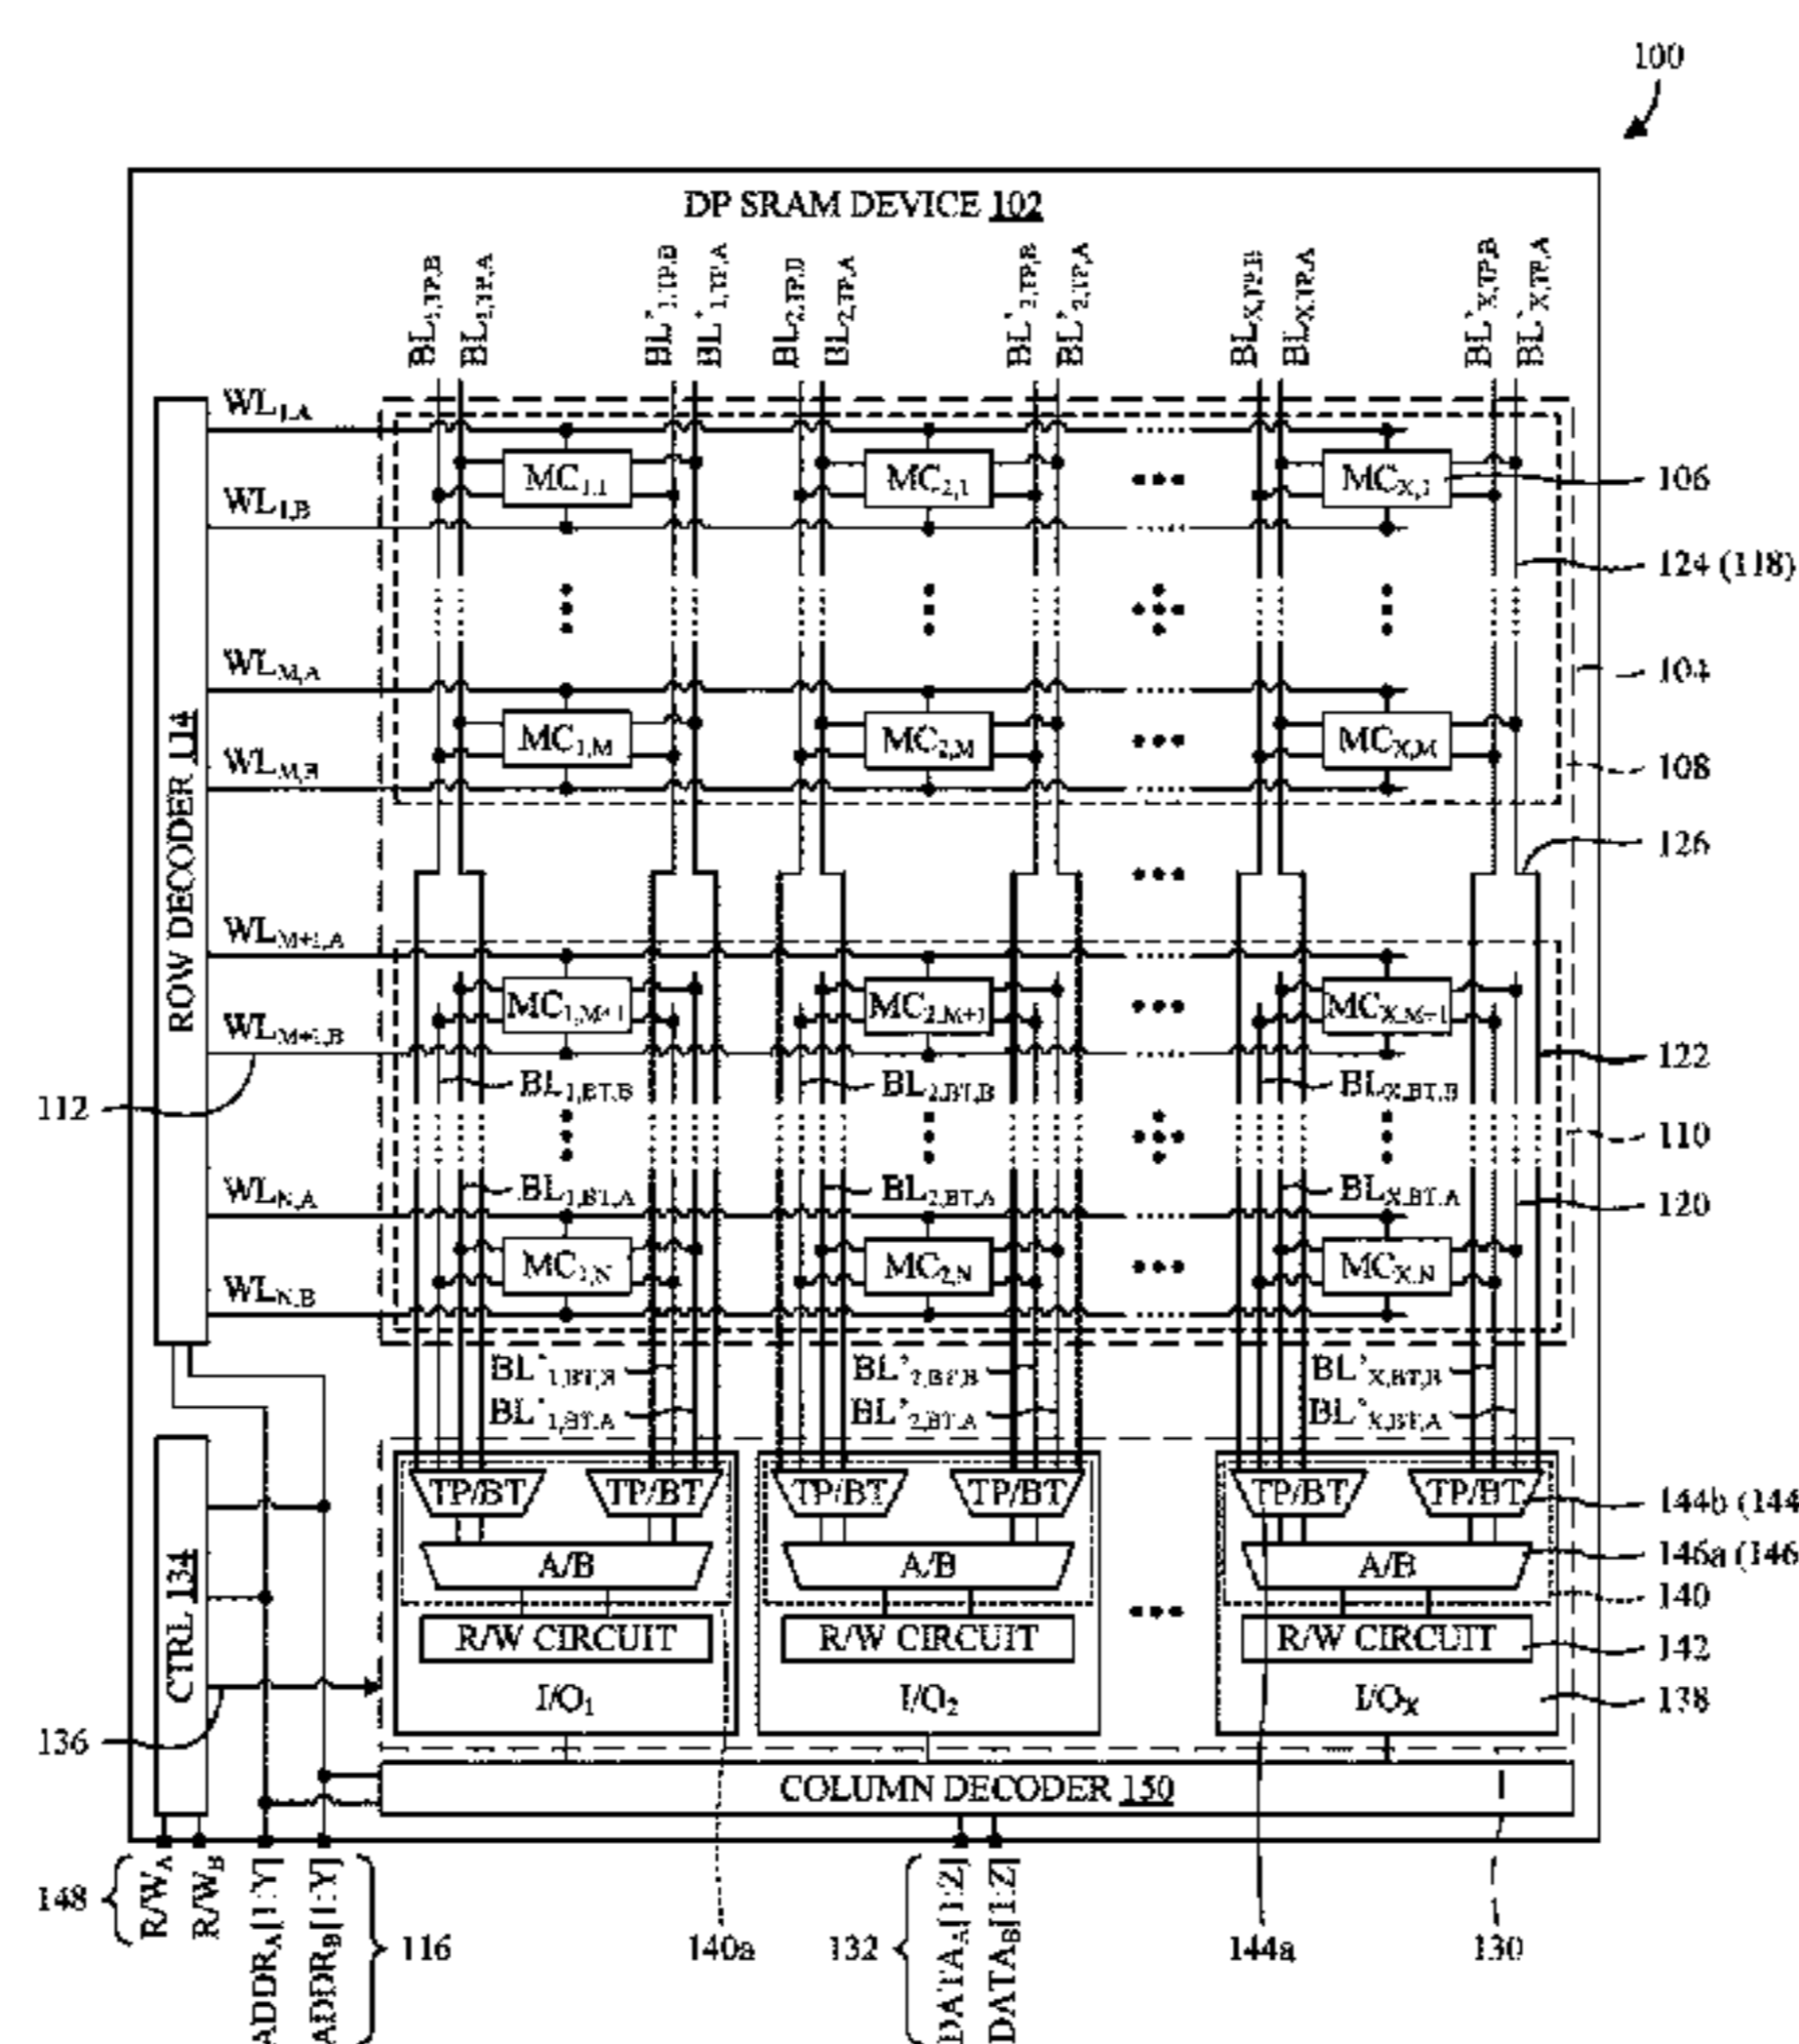 100
DP SRAM DEVICE 102
BL1,TP,B
BL1,TP,A
BL'1,TP,B
BL'1,TP,A
BL2,TP,B
BL2,TP,A
BL'2,TP,B
BL'2,TP,A
BLX,TP,B
BLX,TP,A
BL'X,TP,B
BL'X,TP,A
WL1,A
MC1,1 MC2,1 MCX,1 106
WL1,B
124 (118)
WLM,A 104
MC1,M MC2,M MCX,M
WLM,B 108
ROW DECODER 114
126
WLM+1,A
MC1,M+1 MC2,M+1 MCX,M+1
WLM+1,B 122
112 BL1,BT,B BL2,BT,B BLX,BT,B
110
WLN,A BL1,BT,A BL2,BT,A BLX,BT,A 120
MC1,N MC2,N MCX,N
WLN,B
BL'1,BT,B BL'2,BT,B BL'X,BT,B
BL'1,BT,A BL'2,BT,A BL'X,BT,A
TP/BT TP/BT TP/BT TP/BT TP/BT TP/BT 144b (144
A/B A/B A/B 146a (146
140
CTRL 134
R/W CIRCUIT R/W CIRCUIT R/W CIRCUIT 142
I/O1 I/O2 I/OX 138
136
COLUMN DECODER 150
148
R/WA
R/WB
ADDRA[1:Y]
ADDRB[1:Y]
116
140a
132
DATAA[1:Z]
DATAB[1:Z]
144a
130